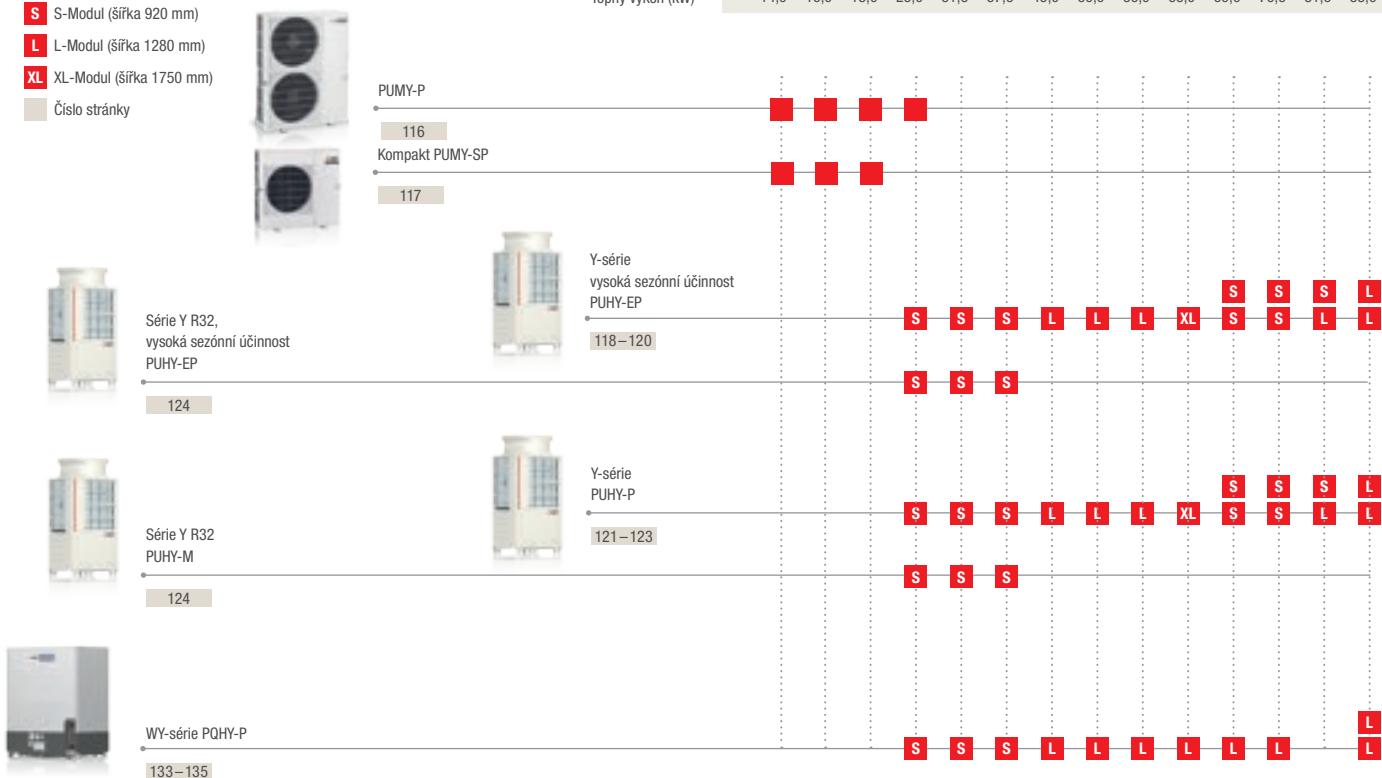 S S-Modul (šířka 920 mm)
L L-Modul (šířka 1280 mm)
XL XL-Modul (šířka 1750 mm)
Číslo stránky
PUMY-P
116
Kompakt PUMY-SP
117
Y-série
vysoká sezónní účinnost
PUHY-EP
118–120
S S S L
S S S L L L XL S S L L
Série Y R32,
vysoká sezónní účinnost
PUHY-EP
124
S S S
Y-série
PUHY-P
121–123
S S S L
S S S L L L XL S S L L
Série Y R32
PUHY-M
124
S S S
WY-série PQHY-P
133–135
L
S S S L L L L L L L